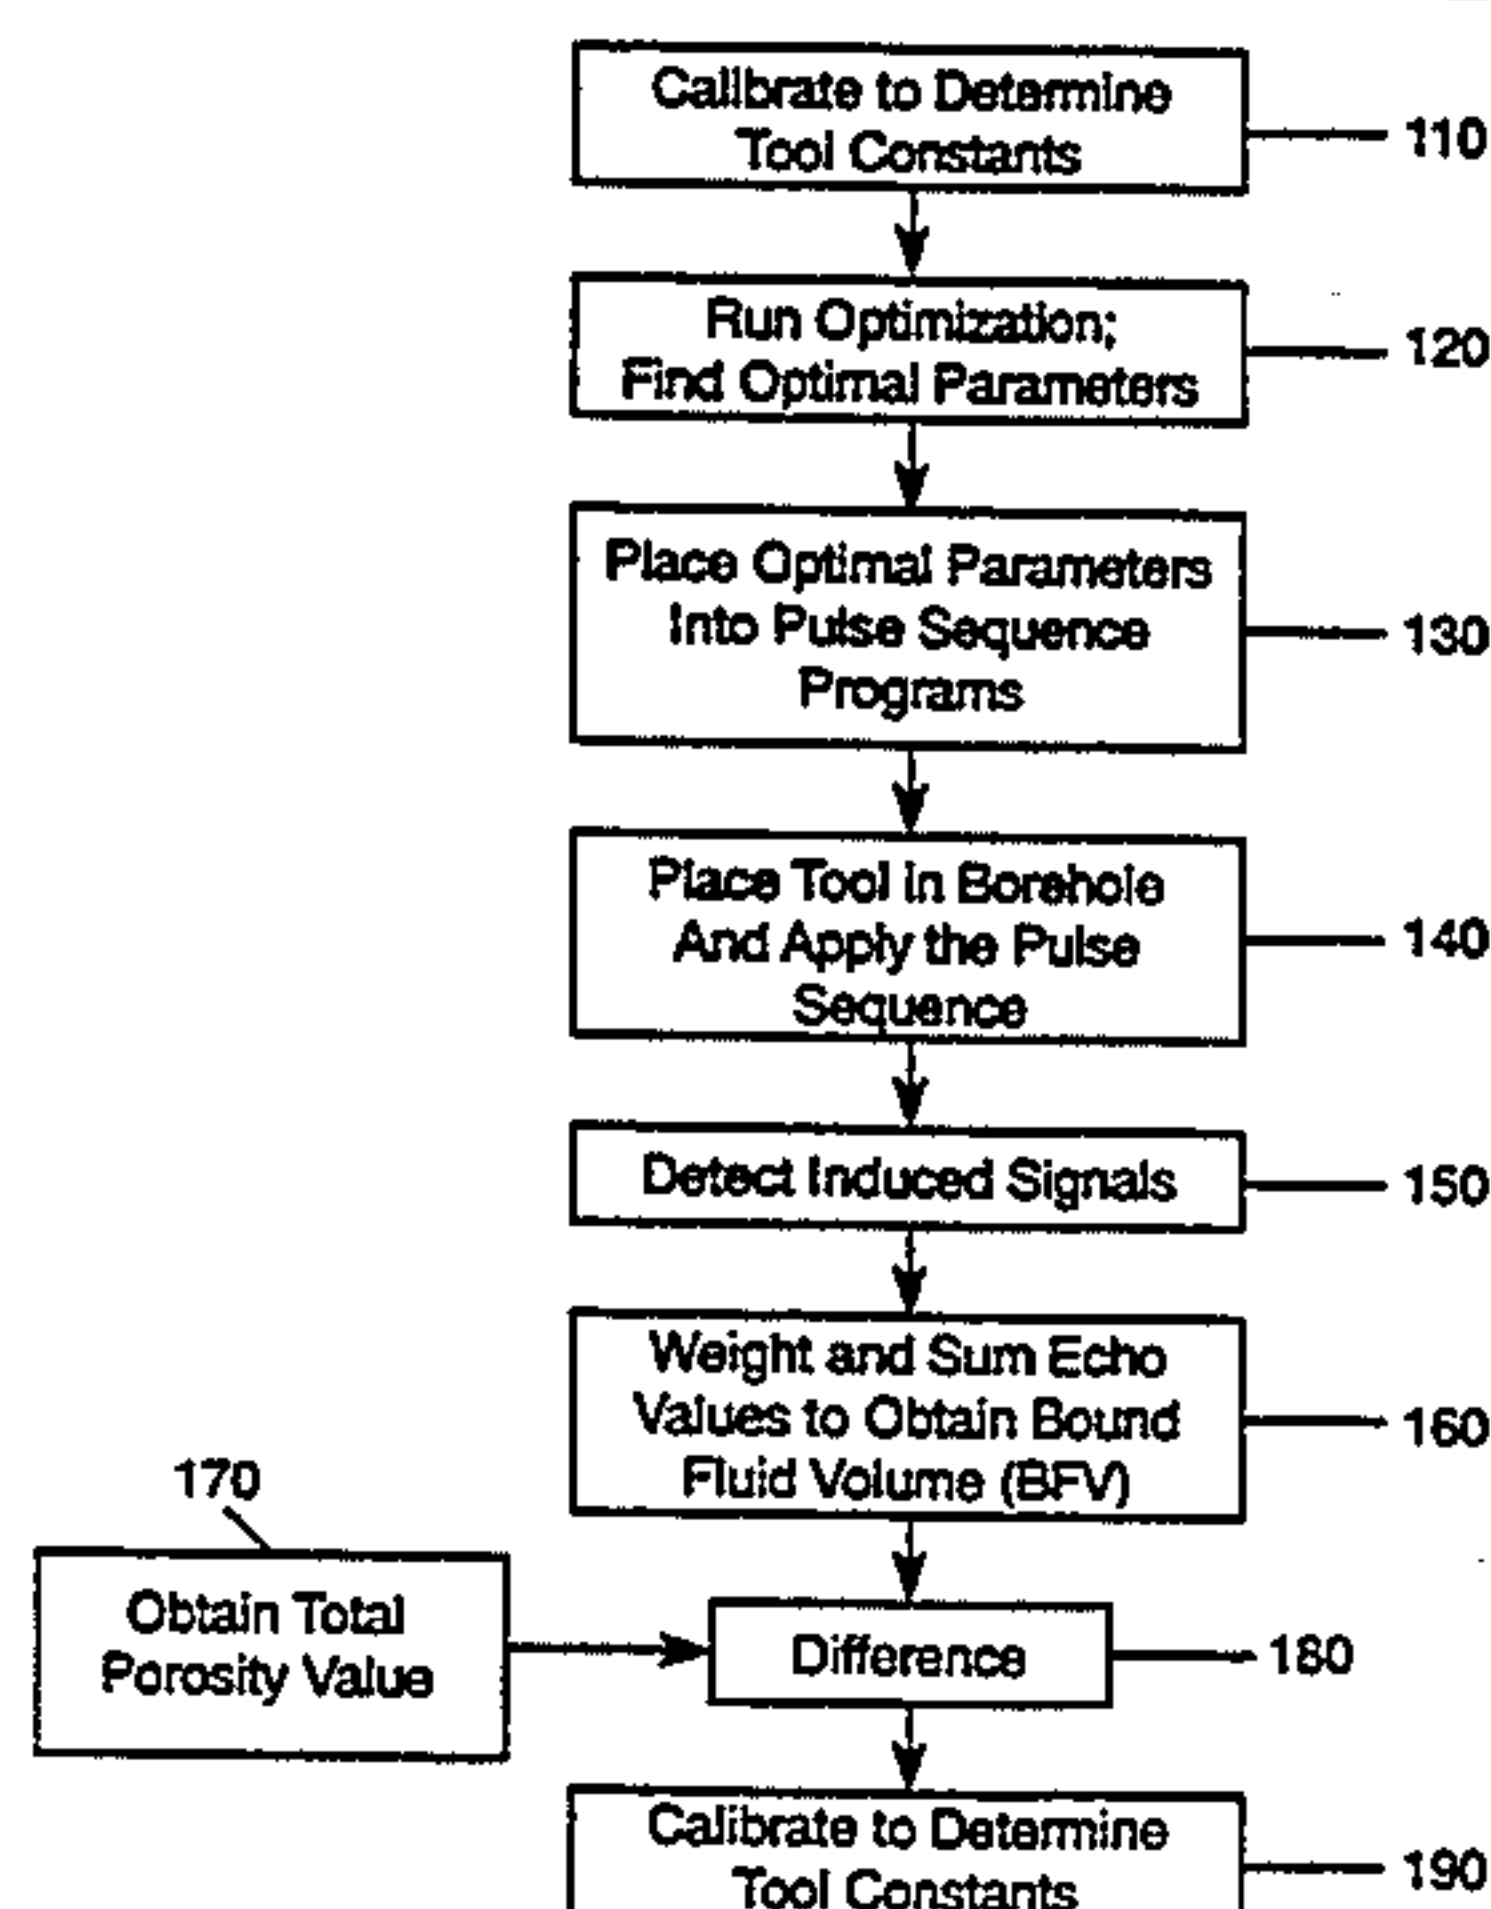 Calibrate to Determine
Tool Constants
110
Run Optimization;
Find Optimal Parameters
120
Place Optimal Parameters
Into Pulse Sequence
Programs
130
Place Tool in Borehole
And Apply the Pulse
Sequence
140
Detect Induced Signals
150
Weight and Sum Echo
Values to Obtain Bound
Fluid Volume (BFV)
160
170
Obtain Total
Porosity Value
Difference
180
Calibrate to Determine
Tool Constants
190